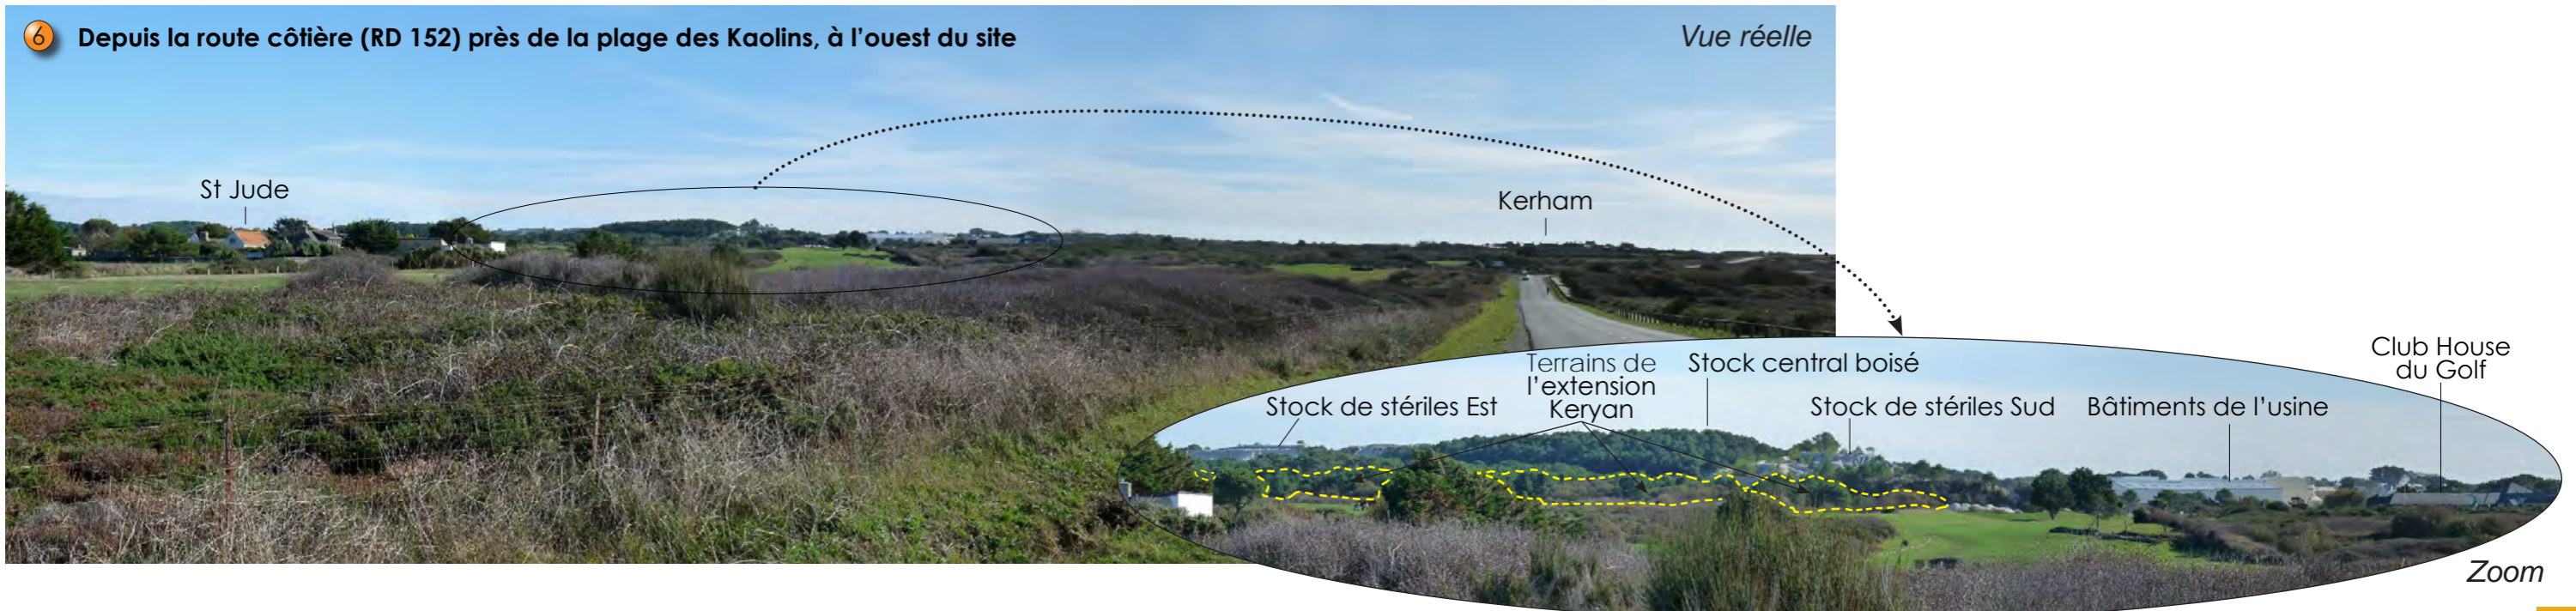 6 Depuis la route côtière (RD 152) près de la plage des Kaolins, à l'ouest du site
Vue réelle
St Jude
Kerham
Stock de stériles Est
Terrains de
l'extension
Keryan
Stock central boisé
Stock de stériles Sud
Bâtiments de l'usine
Club House
du Golf
Zoom